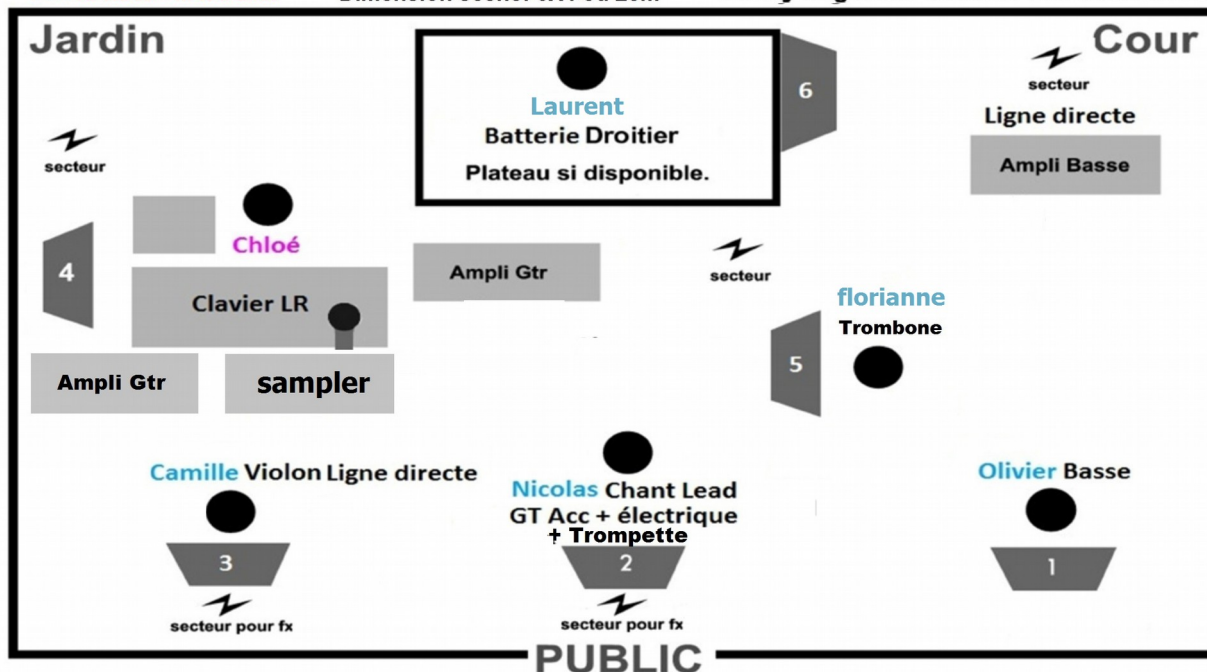 Jardin
Cour
secteur
6
Laurent
Batterie Droitier
Plateau si disponible.
Ligne directe
Ampli Basse
secteur
Chloé
4
Clavier LR
Ampli Gtr
secteur
florianne
Trombone
5
Ampli Gtr
sampler
Camille Violon Ligne directe
3
secteur pour fx
Nicolas Chant Lead
GT Acc + électrique
+ Trompette
2
secteur pour fx
Olivier Basse
1
PUBLIC